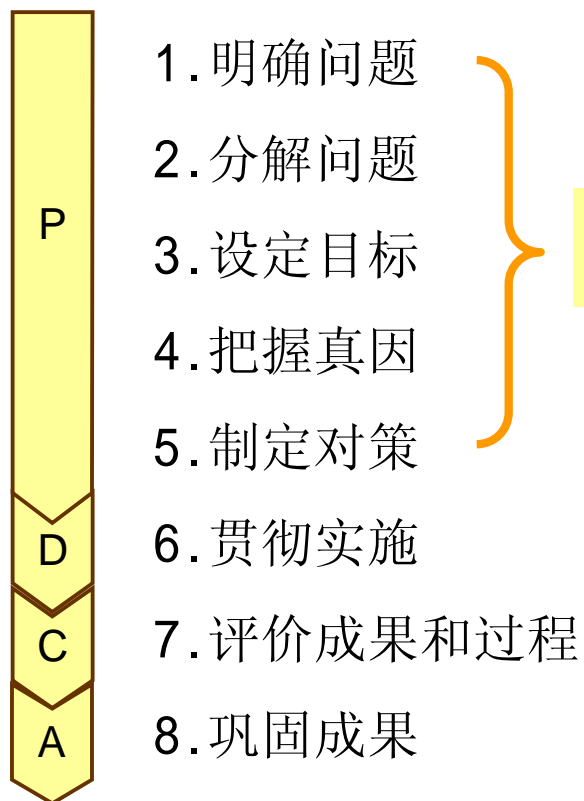 P
1.明确问题
2.分解问题
3.设定目标
4.把握真因
5.制定对策
D
6.贯彻实施
C
7.评价成果和过程
A
8.巩固成果